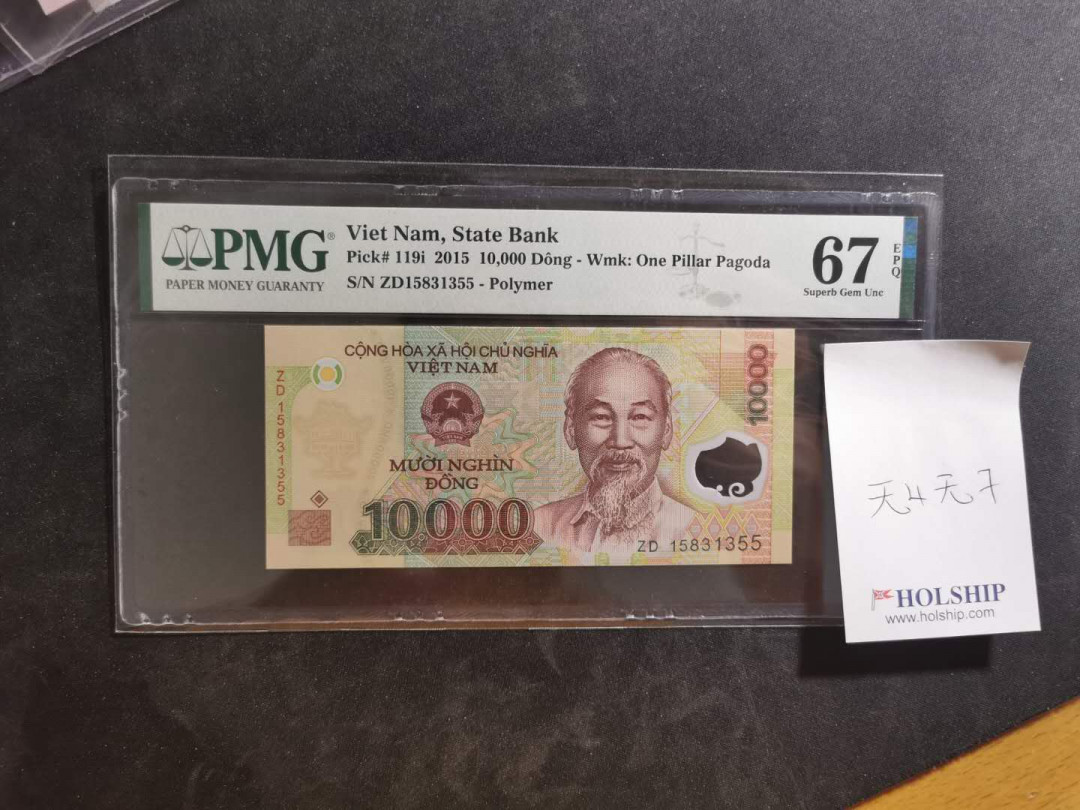 PMG®
PAPER MONEY GUARANTY
Viet Nam, State Bank
Pick# 119i 2015 10,000 Dông - Wmk: One Pillar Pagoda
S/N ZD15831355 - Polymer
67
Superb Gem Unc
EPQ
CỘNG HÒA XÃ HỘI CHỦ NGHĨA
VIỆT NAM
ZD 15831355
MƯỜI NGHÌN
ĐỒNG
10000
10000
ZD 15831355
无4无7
HOLSHIP
www.holship.com